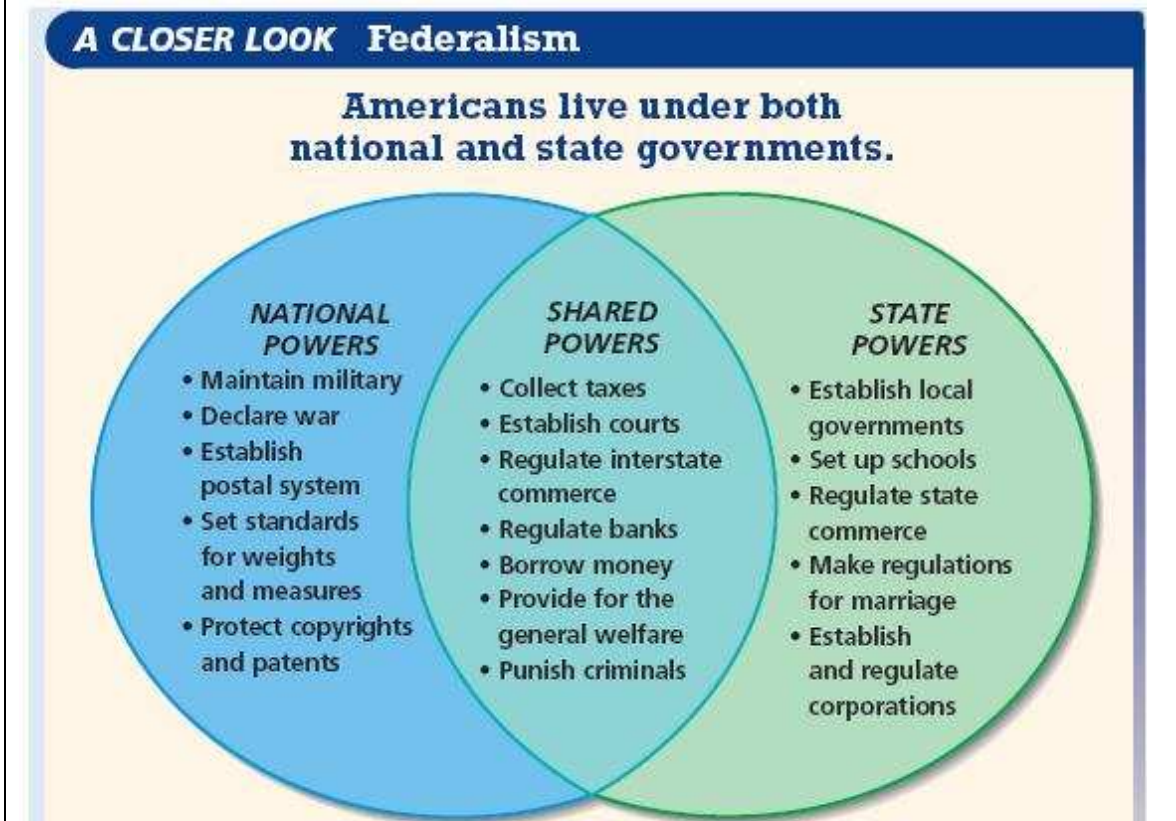 A CLOSER LOOK Federalism
Americans live under both
national and state governments.
NATIONAL
POWERS
• Maintain military
• Declare war
• Establish
postal system
• Set standards
for weights
and measures
• Protect copyrights
and patents
SHARED
POWERS
• Collect taxes
• Establish courts
• Regulate interstate
commerce
• Regulate banks
• Borrow money
• Provide for the
general welfare
• Punish criminals
STATE
POWERS
• Establish local
governments
• Set up schools
• Regulate state
commerce
• Make regulations
for marriage
• Establish
and regulate
corporations